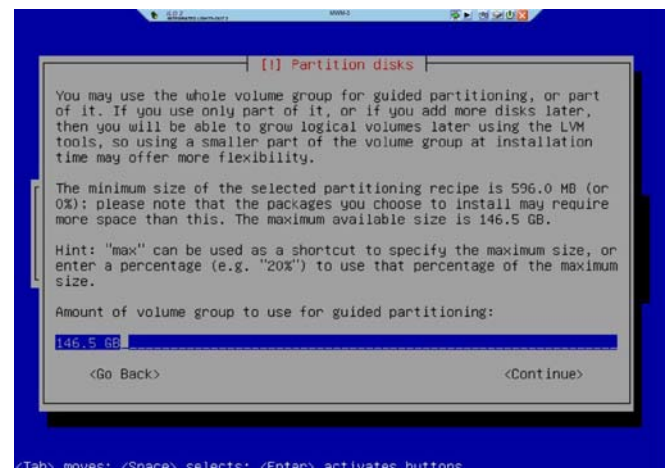 [!] Partition disks
You may use the whole volume group for guided partitioning, or part
of it. If you use only part of it, or if you add more disks later,
then you will be able to grow logical volumes later using the LVM
tools, so using a smaller part of the volume group at installation
time may offer more flexibility.
The minimum size of the selected partitioning recipe is 596.0 MB (or
0%); please note that the packages you choose to install may require
more space than this. The maximum available size is 146.5 GB.
Hint: "max" can be used as a shortcut to specify the maximum size, or
enter a percentage (e.g. "20%") to use that percentage of the maximum
size.
Amount of volume group to use for guided partitioning:
146.5 GB
<Go Back> <Continue>
<Tab> moves; <Space> selects; <Enter> activates buttons